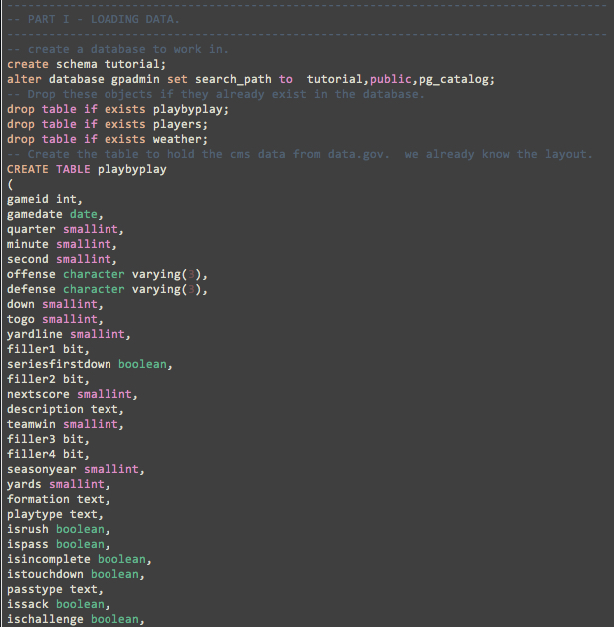 --------------------------------------------------------------------------------
-- PART I - LOADING DATA.
--------------------------------------------------------------------------------
-- create a database to work in.
create schema tutorial;
alter database gpadmin set search_path to  tutorial,public,pg_catalog;
-- Drop these objects if they already exist in the database.
drop table if exists playbyplay;
drop table if exists players;
drop table if exists weather;
-- Create the table to hold the cms data from data.gov.  we already know the layout.
CREATE TABLE playbyplay
(
gameid int,
gamedate date,
quarter smallint,
minute smallint,
second smallint,
offense character varying(3),
defense character varying(3),
down smallint,
togo smallint,
yardline smallint,
filler1 bit,
seriesfirstdown boolean,
filler2 bit,
nextscore smallint,
description text,
teamwin smallint,
filler3 bit,
filler4 bit,
seasonyear smallint,
yards smallint,
formation text,
playtype text,
isrush boolean,
ispass boolean,
isincomplete boolean,
istouchdown boolean,
passtype text,
issack boolean,
ischallenge boolean,